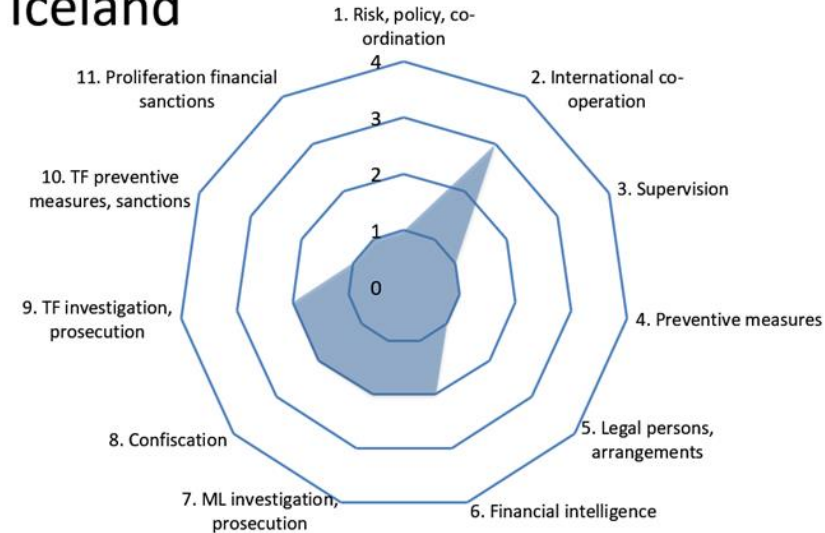 Iceland
1. Risk, policy, co-
ordination
2. International co-
operation
3. Supervision
4. Preventive measures
5. Legal persons,
arrangements
6. Financial intelligence
7. ML investigation,
prosecution
8. Confiscation
9. TF investigation,
prosecution
10. TF preventive
measures, sanctions
11. Proliferation financial
sanctions
4
3
2
1
0